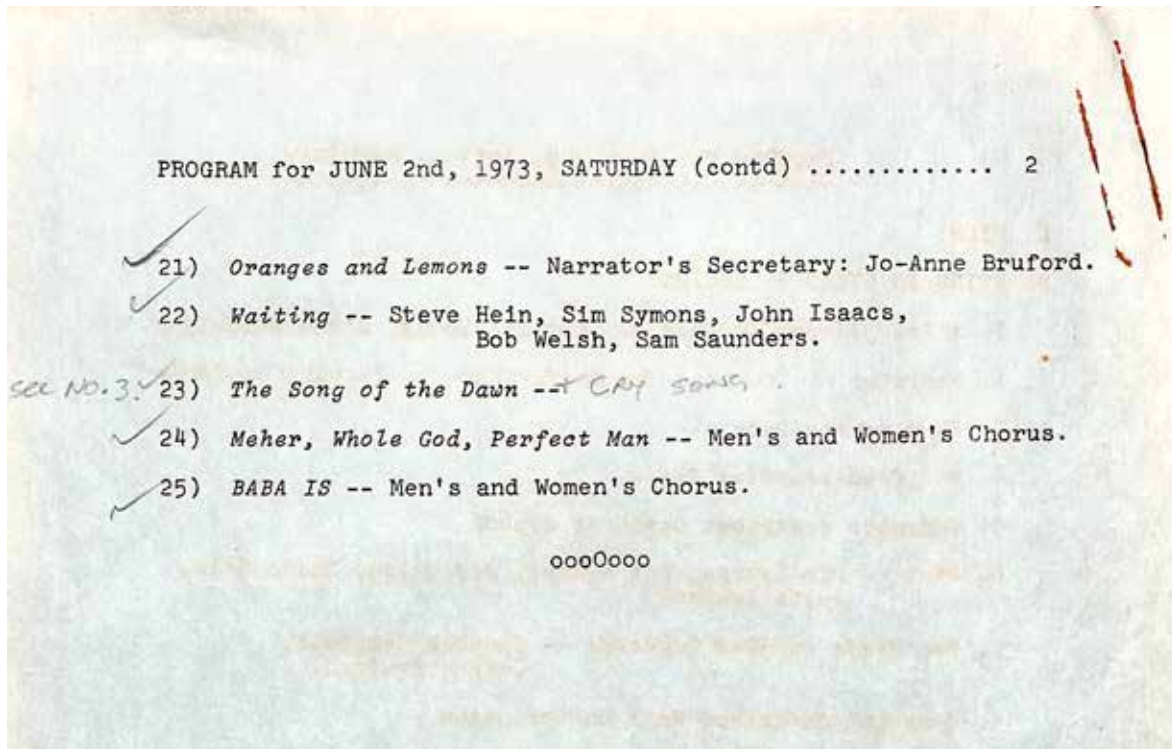 PROGRAM for JUNE 2nd, 1973, SATURDAY (contd) ............. 2
21) Oranges and Lemons -- Narrator's Secretary: Jo-Anne Bruford.
22) Waiting -- Steve Hein, Sim Symons, John Isaacs,
Bob Welsh, Sam Saunders.
see NO.3. 23) The Song of the Dawn --+ CRY SONG.
24) Meher, Whole God, Perfect Man -- Men's and Women's Chorus.
25) BABA IS -- Men's and Women's Chorus.
oooOooo